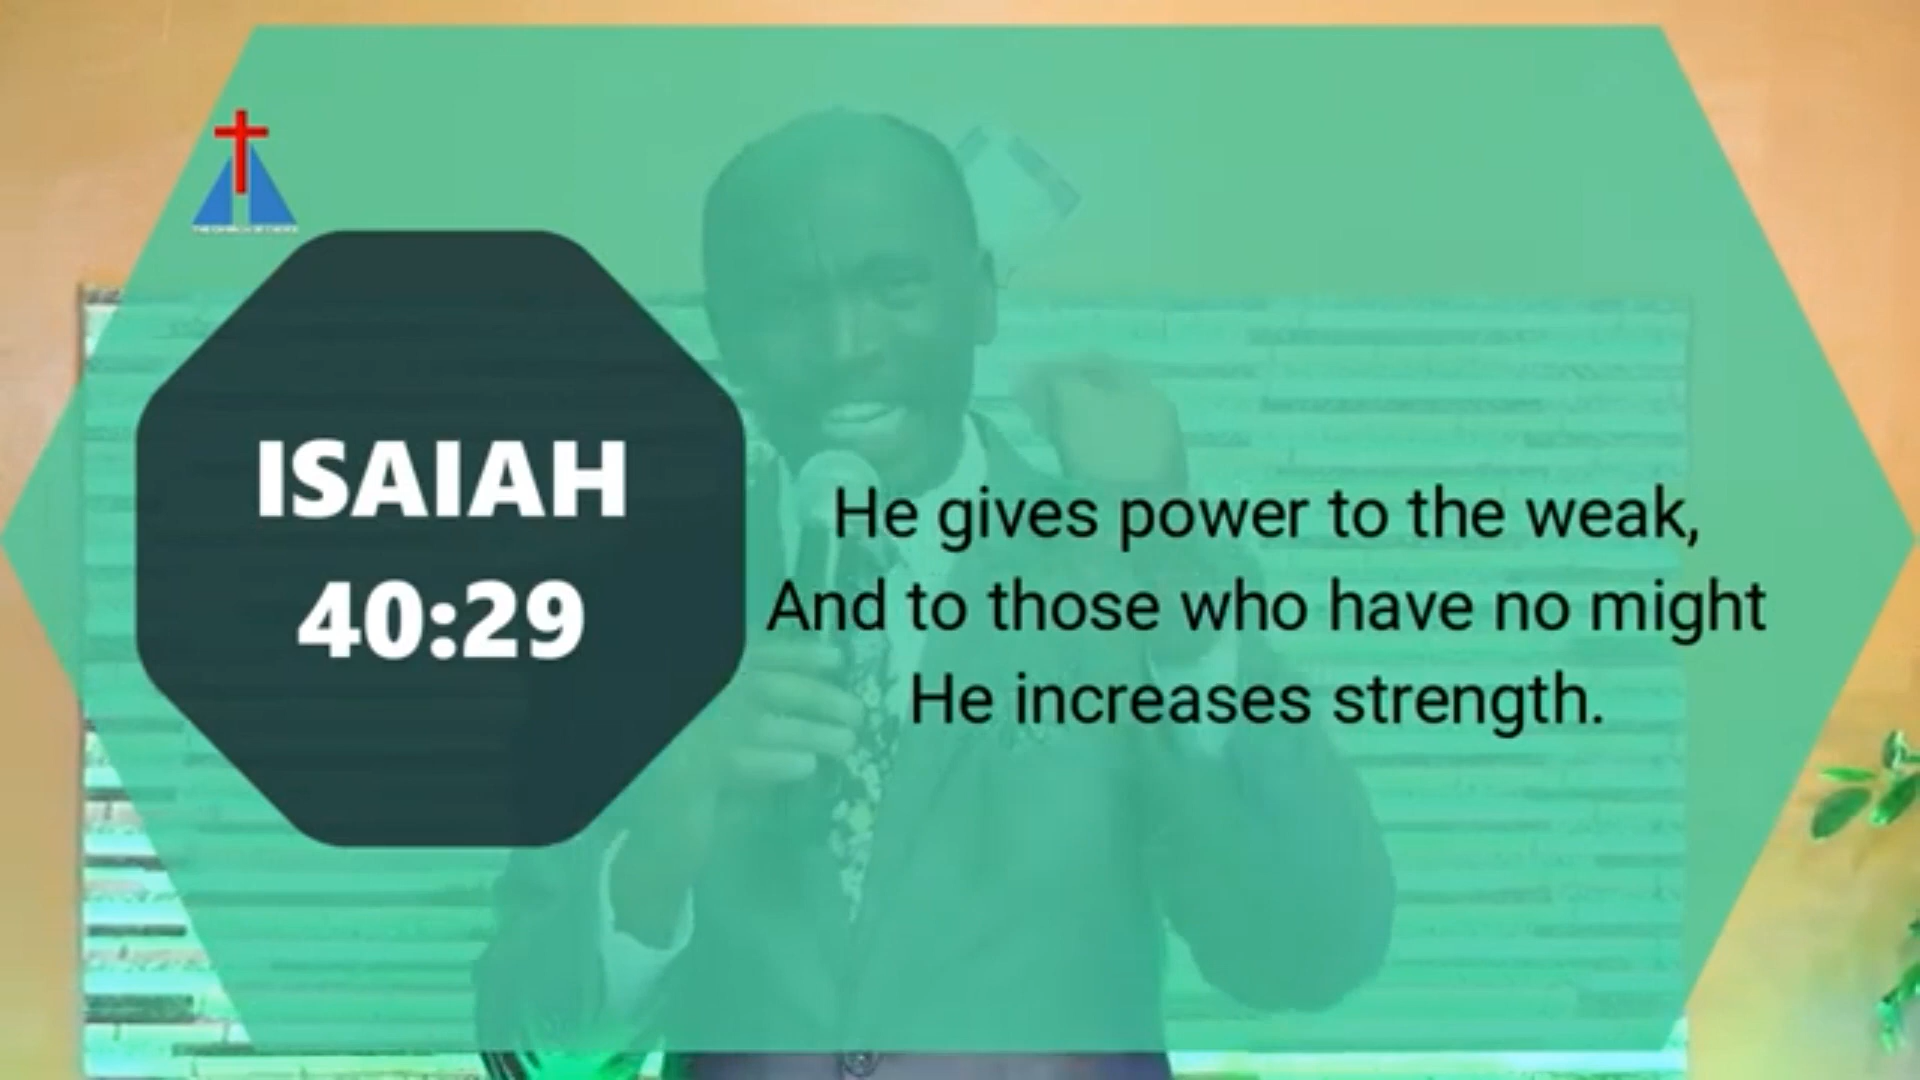 ISAIAH
40:29
He gives power to the weak,
And to those who have no might
He increases strength.